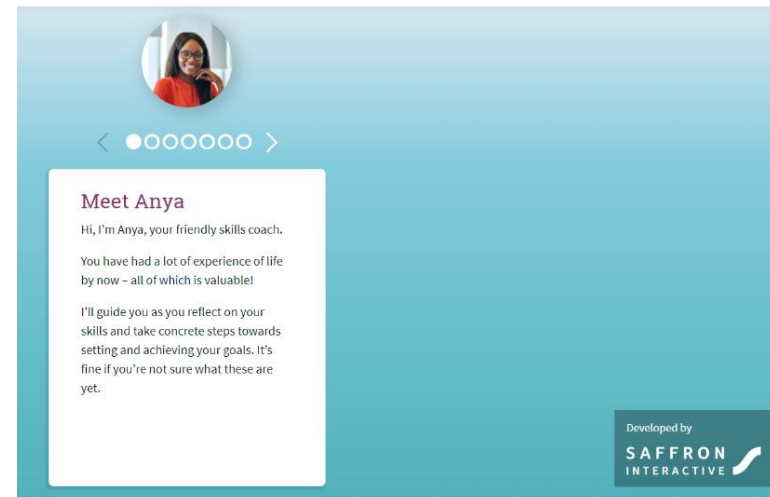 Meet Anya
Hi, I'm Anya, your friendly skills coach.
You have had a lot of experience of life
by now – all of which is valuable!
I'll guide you as you reflect on your
skills and take concrete steps towards
setting and achieving your goals. It's
fine if you're not sure what these are
yet.
Developed by
SAFFRON
INTERACTIVE